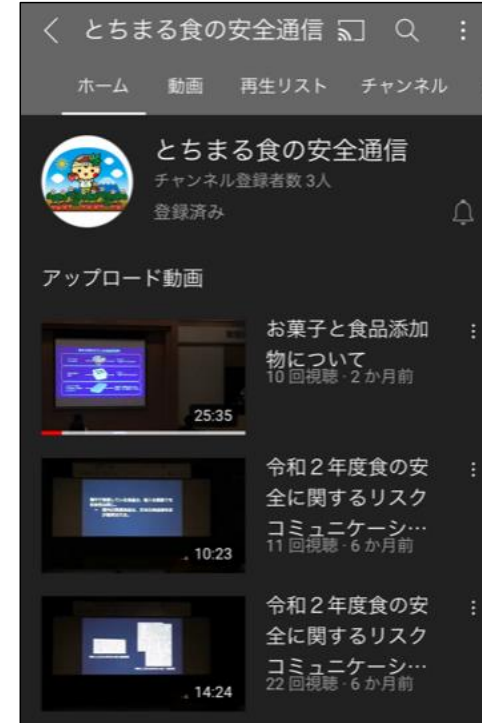 とちまる食の安全通信
ホーム 動画 再生リスト チャンネル
とちまる食の安全通信
チャンネル登録者数 3人
登録済み
アップロード動画
お菓子と食品添加
物について
10 回視聴・2 か月前
25:35
令和２年度食の安
全に関するリスク
コミュニケーシ…
11 回視聴・6 か月前
10:23
令和２年度食の安
全に関するリスク
コミュニケーシ…
22 回視聴・6 か月前
14:24